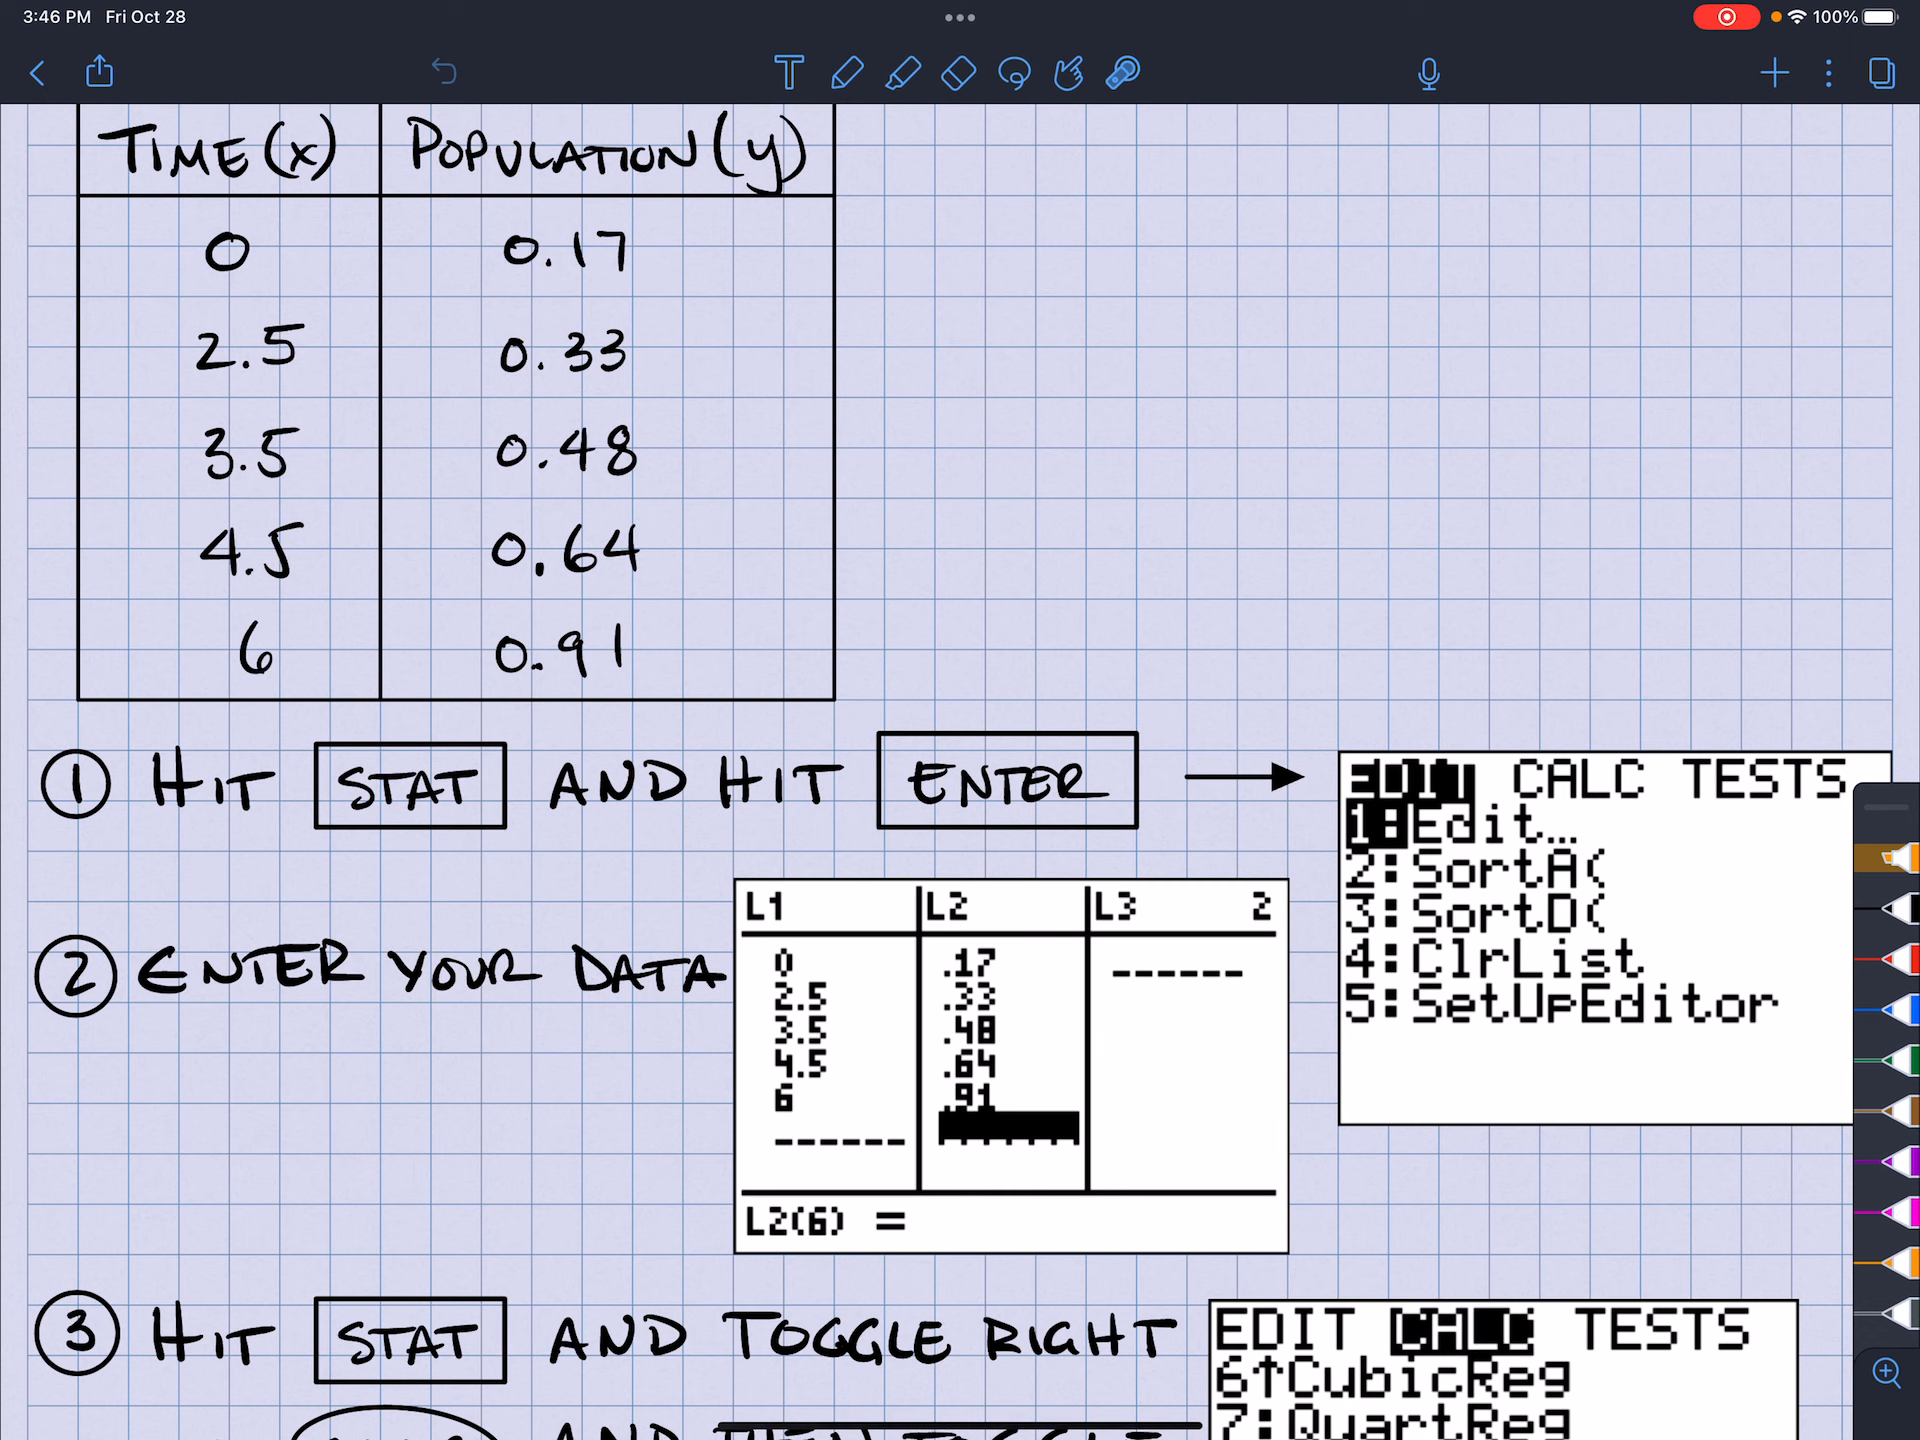 3:46 PM Fri Oct 28
100%
TIME (x) POPULATION (y)
0 0.17
2.5 0.33
3.5 0.48
4.5 0.64
6 0.91
1 HIT STAT AND HIT ENTER
EDIT CALC TESTS
1:Edit…
2:SortA(
3:SortD(
4:ClrList
5:SetUpEditor
2 ENTER YOUR DATA
L1 L2 L3 2
0 .17 ------
2.5 .33
3.5 .48
4.5 .64
6 .91
------
L2(6) =
3 HIT STAT AND TOGGLE RIGHT
EDIT CALC TESTS
6↑CubicReg
7:QuartReg
AND THEN TOGGLE